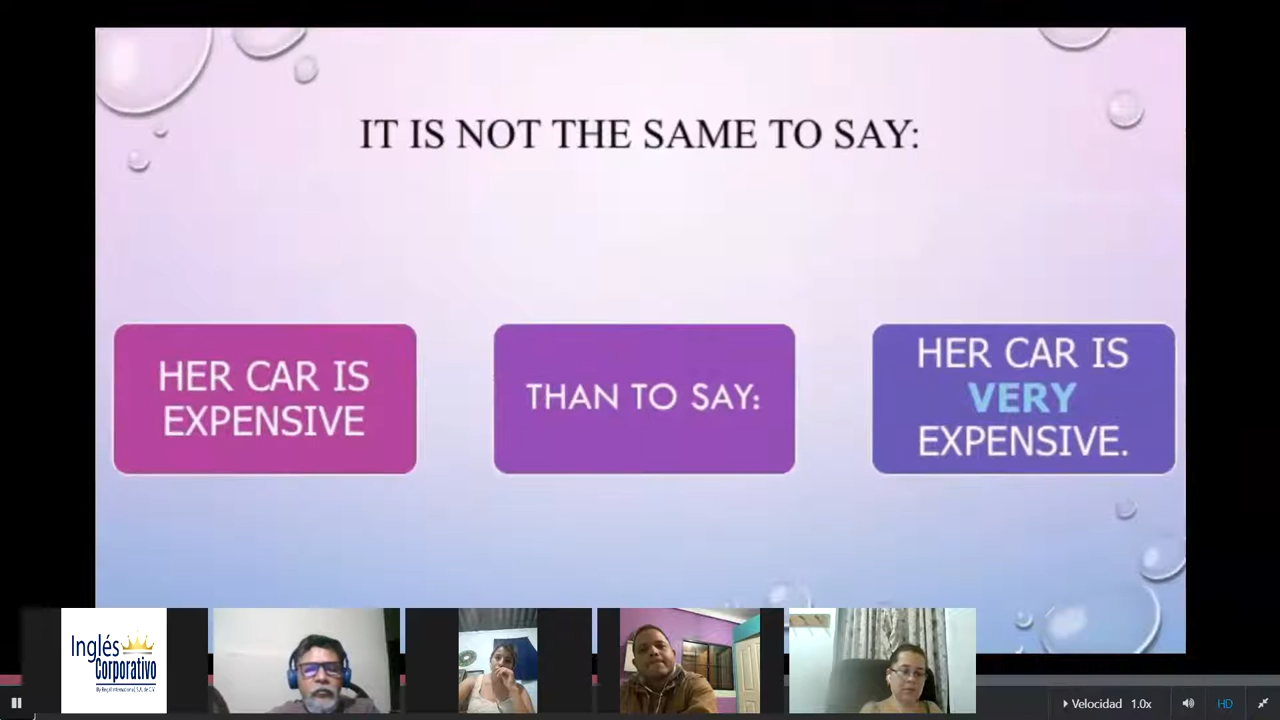 IT IS NOT THE SAME TO SAY:
HER CAR IS
EXPENSIVE
THAN TO SAY:
HER CAR IS
VERY
EXPENSIVE.
Inglés
Corporativo
Velocidad 1.0x
HD